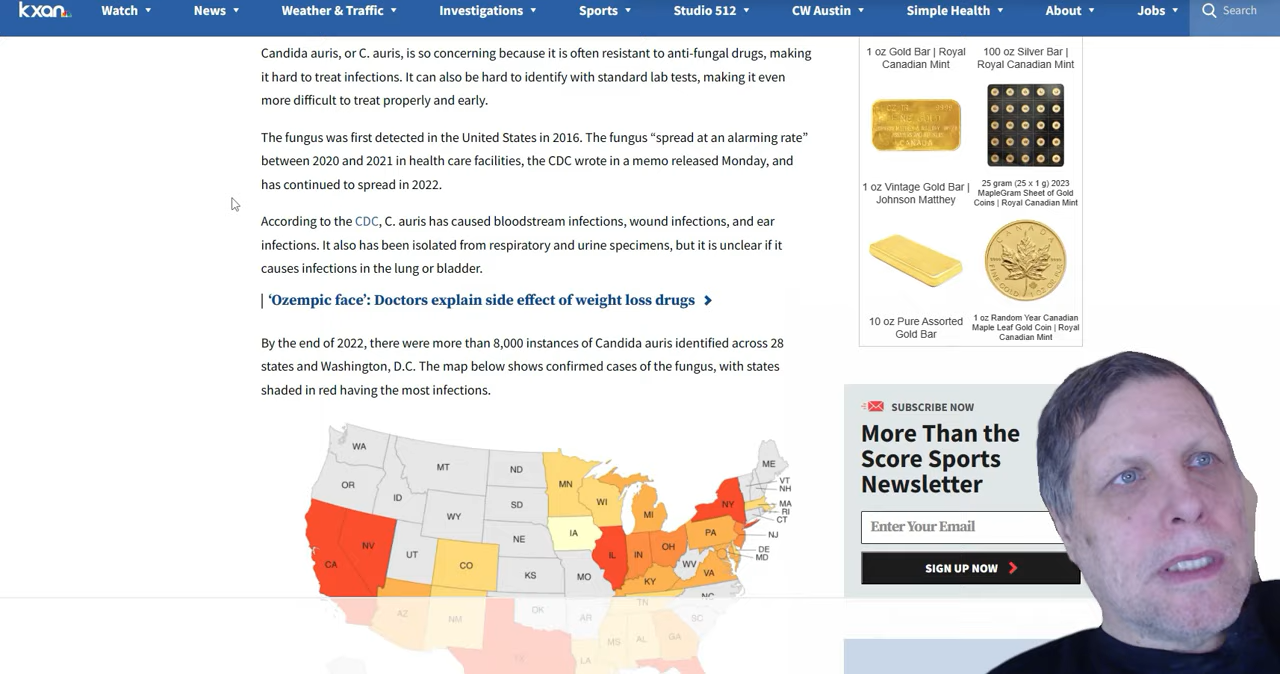 kxan
Watch
News
Weather & Traffic
Investigations
Sports
Studio 512
CW Austin
Simple Health
About
Jobs
Search
Candida auris, or C. auris, is so concerning because it is often resistant to anti-fungal drugs, making
it hard to treat infections. It can also be hard to identify with standard lab tests, making it even
more difficult to treat properly and early.
The fungus was first detected in the United States in 2016. The fungus “spread at an alarming rate”
between 2020 and 2021 in health care facilities, the CDC wrote in a memo released Monday, and
has continued to spread in 2022.
According to the CDC, C. auris has caused bloodstream infections, wound infections, and ear
infections. It also has been isolated from respiratory and urine specimens, but it is unclear if it
causes infections in the lung or bladder.
| ‘Ozempic face’: Doctors explain side effect of weight loss drugs
By the end of 2022, there were more than 8,000 instances of Candida auris identified across 28
states and Washington, D.C. The map below shows confirmed cases of the fungus, with states
shaded in red having the most infections.
WA
OR
ID
MT
ND
SD
WY
NE
NV
CA
UT
CO
KS
MN
IA
WI
MO
IL
MI
IN
OH
KY
WV
PA
NY
VA
NC
ME
VT
NH
MA
RI
CT
NJ
DE
MD
AZ
NM
OK
AR
TN
SC
MS
AL
GA
LA
TX
1 oz Gold Bar | Royal
Canadian Mint
100 oz Silver Bar |
Royal Canadian Mint
1 oz Vintage Gold Bar |
Johnson Matthey
25 gram (25 x 1 g) 2023
MapleGram Sheet of Gold
Coins | Royal Canadian Mint
10 oz Pure Assorted
Gold Bar
1 oz Random Year Canadian
Maple Leaf Gold Coin | Royal
Canadian Mint
SUBSCRIBE NOW
More Than the
Score Sports
Newsletter
Enter Your Email
SIGN UP NOW